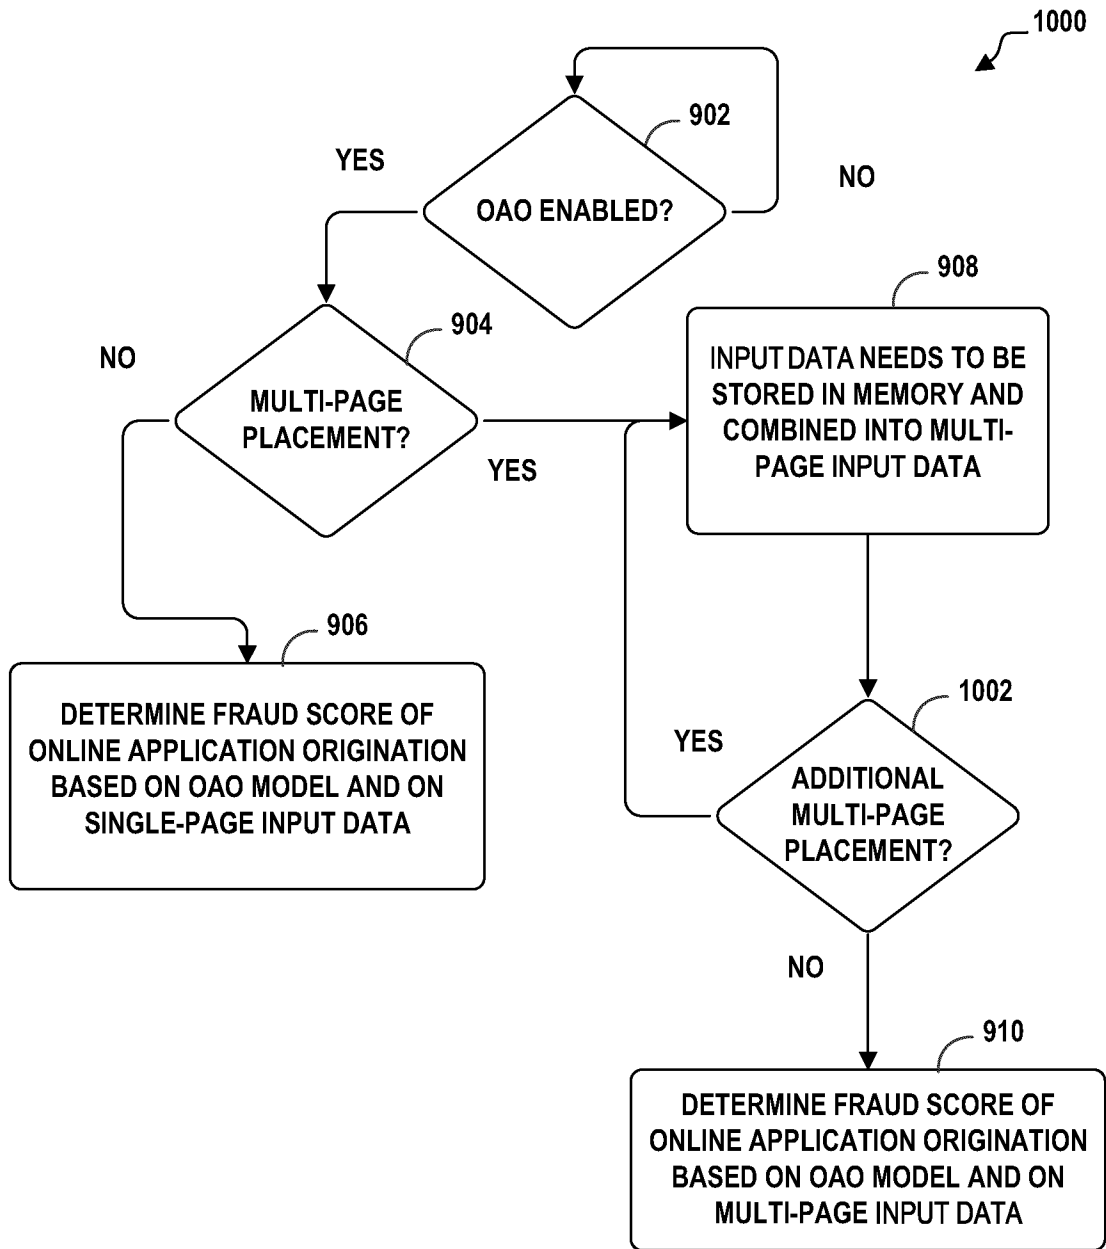 1000
902
YES
NO
OAO ENABLED?
908
904
NO
INPUT DATA NEEDS TO BE
STORED IN MEMORY AND
COMBINED INTO MULTI-
PAGE INPUT DATA
MULTI-PAGE
PLACEMENT?
YES
906
DETERMINE FRAUD SCORE OF
ONLINE APPLICATION ORIGINATION
BASED ON OAO MODEL AND ON
SINGLE-PAGE INPUT DATA
1002
YES
ADDITIONAL
MULTI-PAGE
PLACEMENT?
NO
910
DETERMINE FRAUD SCORE OF
ONLINE APPLICATION ORIGINATION
BASED ON OAO MODEL AND ON
MULTI-PAGE INPUT DATA